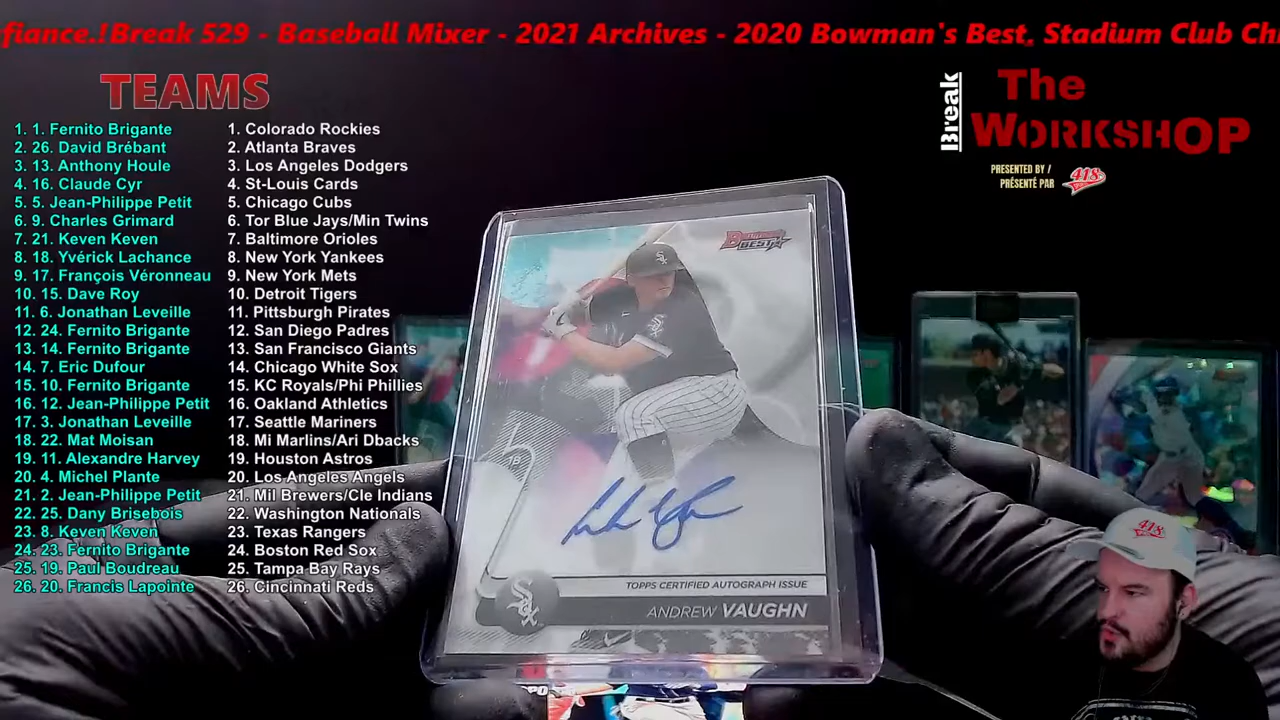 fiance.!Break 529 - Baseball Mixer - 2021 Archives - 2020 Bowman`s Best, Stadium Club Ch
TEAMS
1. 1. Fernito Brigante 1. Colorado Rockies
2. 26. David Brébant 2. Atlanta Braves
3. 13. Anthony Houle 3. Los Angeles Dodgers
4. 16. Claude Cyr 4. St-Louis Cards
5. 5. Jean-Philippe Petit 5. Chicago Cubs
6. 9. Charles Grimard 6. Tor Blue Jays/Min Twins
7. 21. Keven Keven 7. Baltimore Orioles
8. 18. Yvérick Lachance 8. New York Yankees
9. 17. François Véronneau 9. New York Mets
10. 15. Dave Roy 10. Detroit Tigers
11. 6. Jonathan Leveille 11. Pittsburgh Pirates
12. 24. Fernito Brigante 12. San Diego Padres
13. 14. Fernito Brigante 13. San Francisco Giants
14. 7. Eric Dufour 14. Chicago White Sox
15. 10. Fernito Brigante 15. KC Royals/Phi Phillies
16. 12. Jean-Philippe Petit 16. Oakland Athletics
17. 3. Jonathan Leveille 17. Seattle Mariners
18. 22. Mat Moisan 18. Mi Marlins/Ari Dbacks
19. 11. Alexandre Harvey 19. Houston Astros
20. 4. Michel Plante 20. Los Angeles Angels
21. 2. Jean-Philippe Petit 21. Mil Brewers/Cle Indians
22. 25. Dany Brisebois 22. Washington Nationals
23. 8. Keven Keven 23. Texas Rangers
24. 23. Fernito Brigante 24. Boston Red Sox
25. 19. Paul Boudreau 25. Tampa Bay Rays
26. 20. Francis Lapointe 26. Cincinnati Reds
Break
The
WORKSHOP
PRESENTED BY /
PRÉSENTÉ PAR
418
Bowman's
BEST
Sox
TOPPS CERTIFIED AUTOGRAPH ISSUE
ANDREW VAUGHN
Sox
418